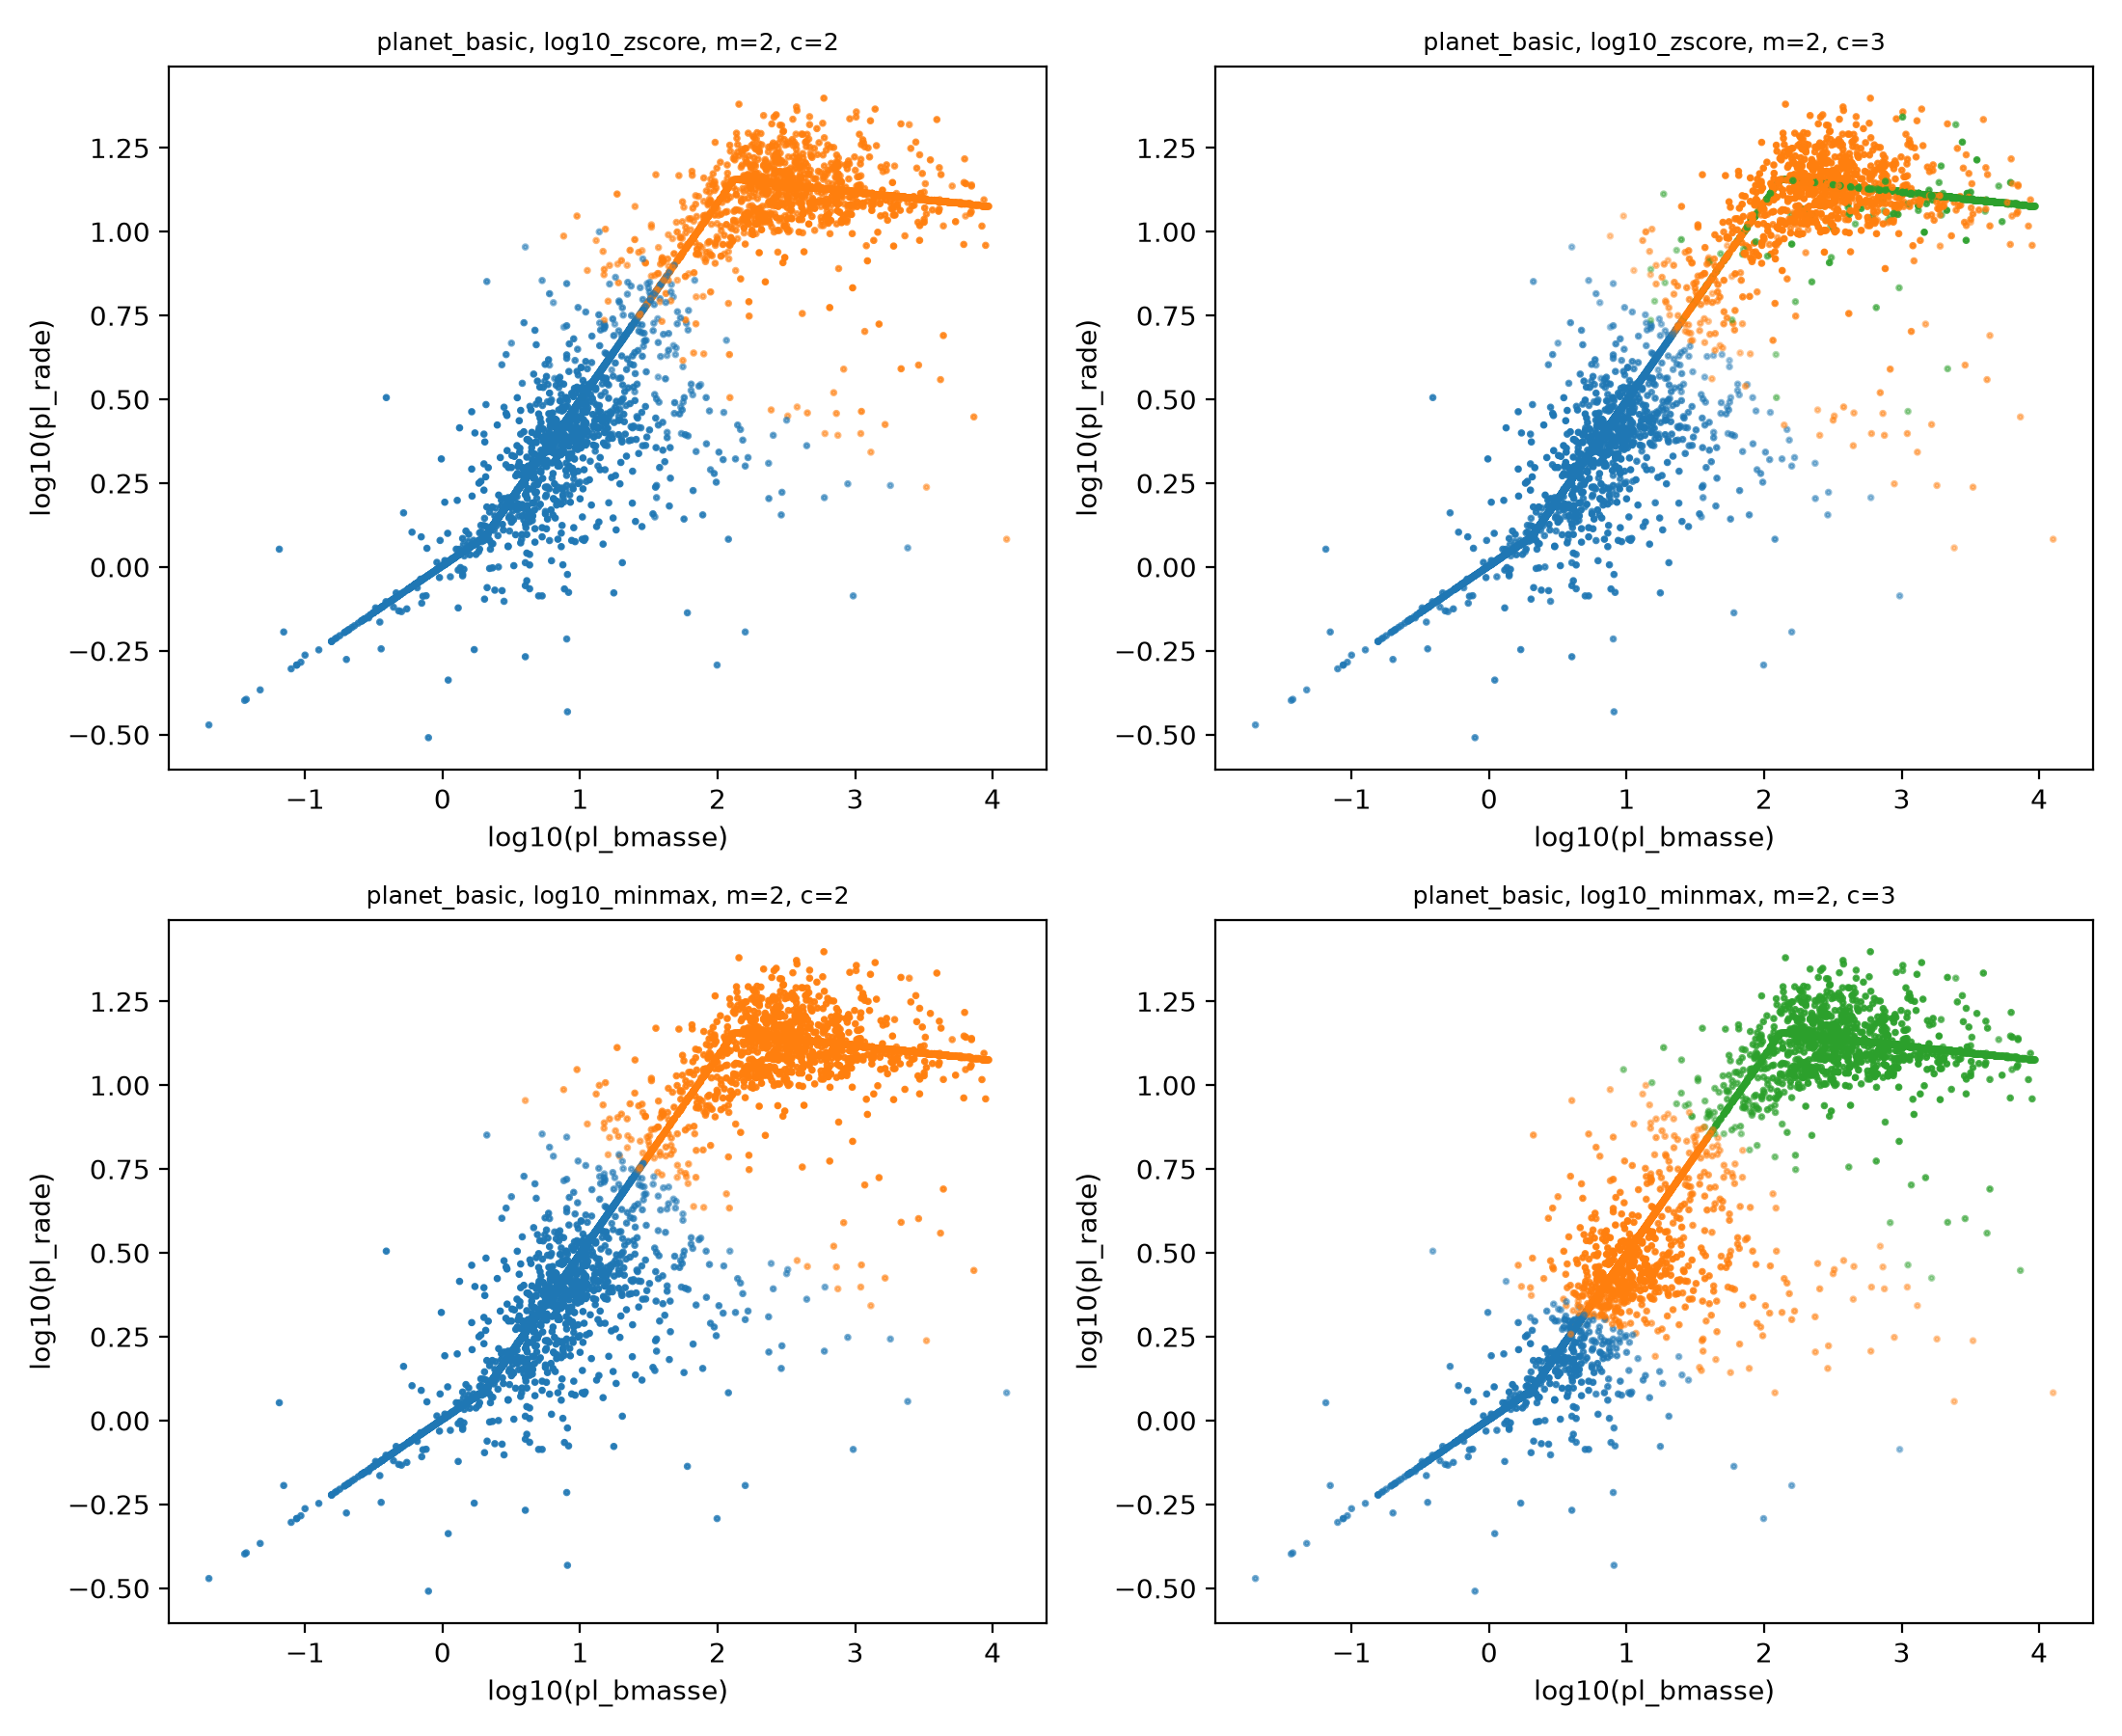 planet_basic, log10_zscore, m=2, c=2
1.25
1.00
0.75
0.50
0.25
0.00
−0.25
−0.50
log10(pl_rade)
−1 0 1 2 3 4
log10(pl_bmasse)
planet_basic, log10_zscore, m=2, c=3
1.25
1.00
0.75
0.50
0.25
0.00
−0.25
−0.50
log10(pl_rade)
−1 0 1 2 3 4
log10(pl_bmasse)
planet_basic, log10_minmax, m=2, c=2
1.25
1.00
0.75
0.50
0.25
0.00
−0.25
−0.50
log10(pl_rade)
−1 0 1 2 3 4
log10(pl_bmasse)
planet_basic, log10_minmax, m=2, c=3
1.25
1.00
0.75
0.50
0.25
0.00
−0.25
−0.50
log10(pl_rade)
−1 0 1 2 3 4
log10(pl_bmasse)